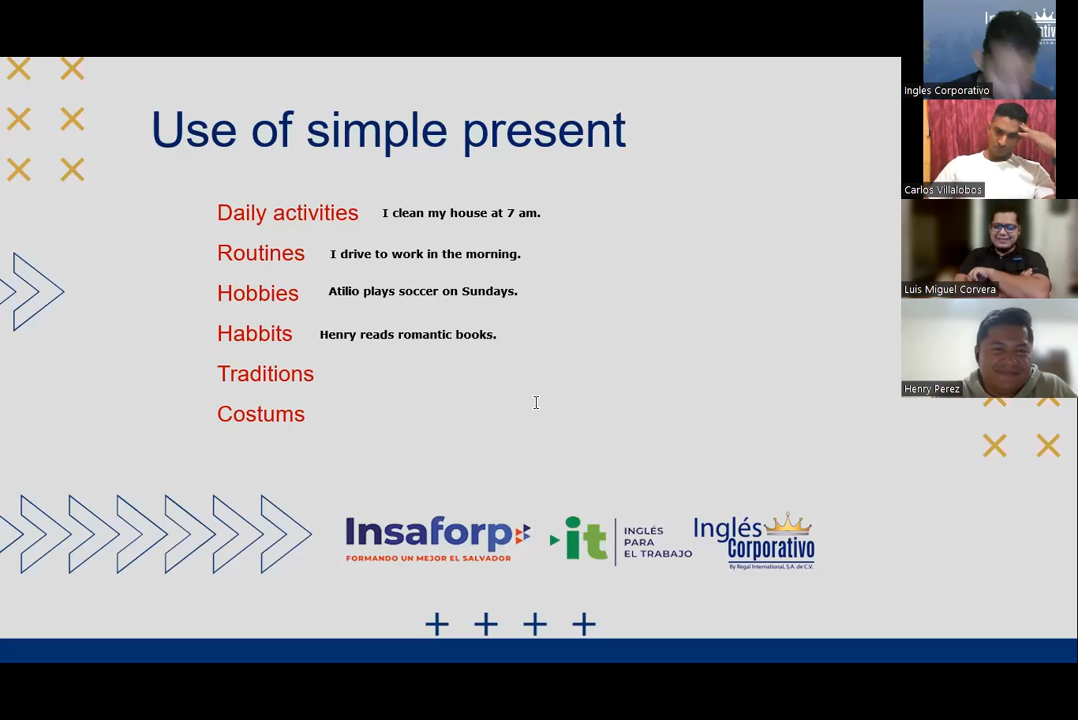 Inglés
Ingles Corporativo
Use of simple present
Carlos Villalobos
Daily activities I clean my house at 7 am.
Routines I drive to work in the morning.
Hobbies Atilio plays soccer on Sundays.
Luis Miguel Corvera
Habbits Henry reads romantic books.
Traditions
Henry Perez
Costums
Insaforp
FORMANDO UN MEJOR EL SALVADOR
it
INGLÉS
PARA
EL TRABAJO
Inglés
Corporativo
By Regal International, S.A. de C.V.